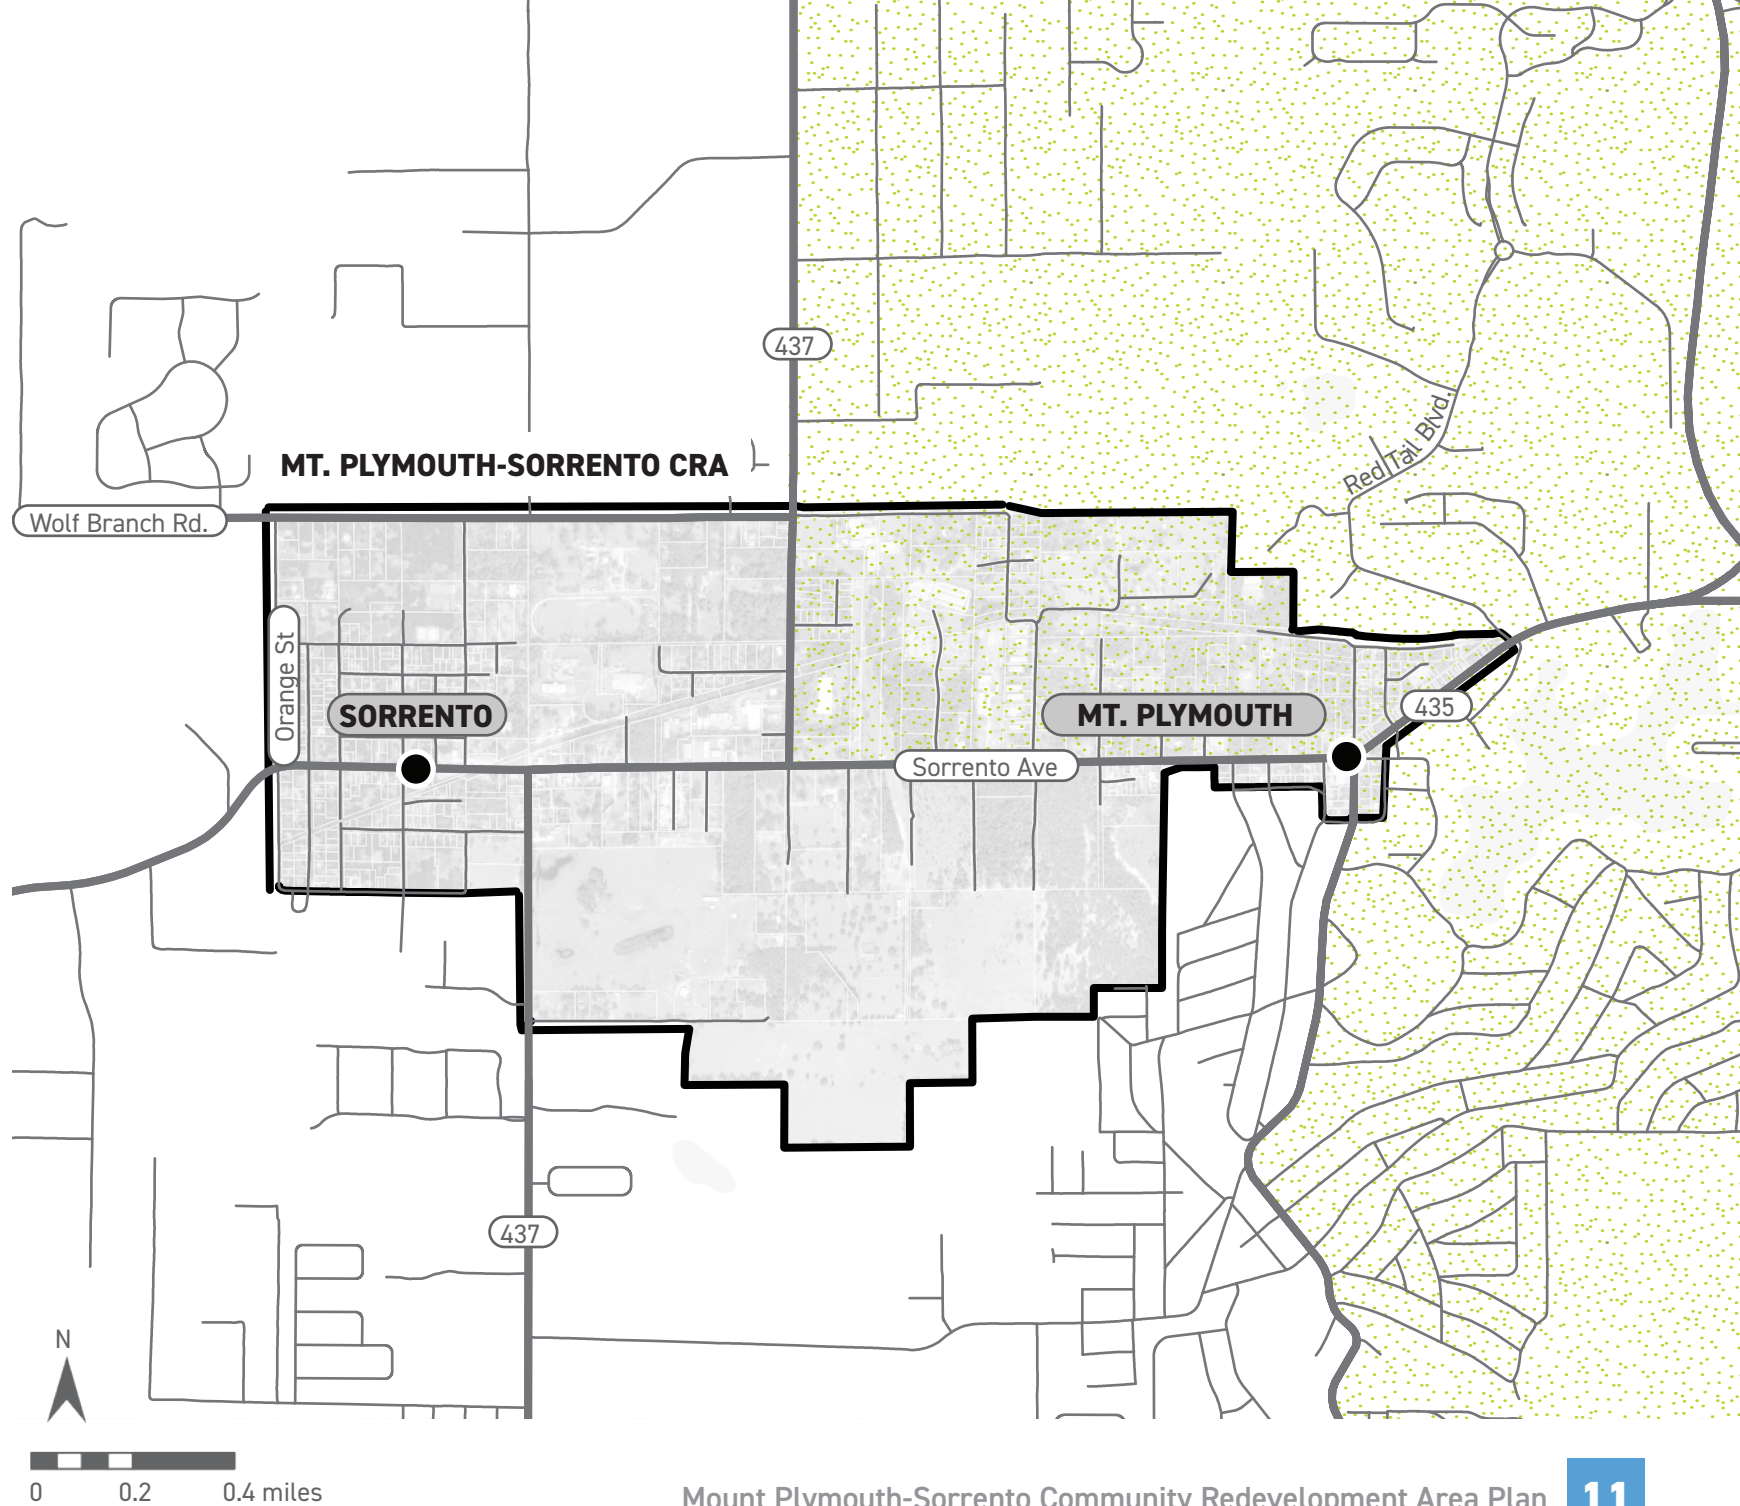 437
Red Tail Blvd.
MT. PLYMOUTH-SORRENTO CRA
Wolf Branch Rd.
Orange St
SORRENTO
MT. PLYMOUTH
435
Sorrento Ave
437
N
0 0.2 0.4 miles
Mount Plymouth-Sorrento Community Redevelopment Area Plan 11